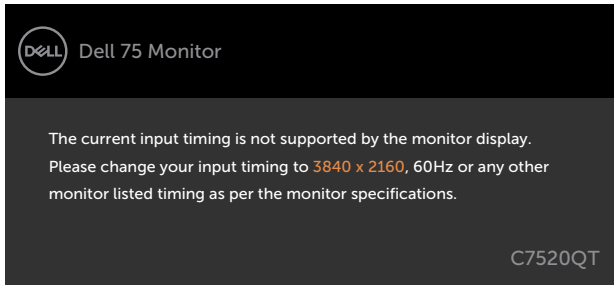 DELL
Dell 75 Monitor
The current input timing is not supported by the monitor display.
Please change your input timing to 3840 x 2160, 60Hz or any other
monitor listed timing as per the monitor specifications.
C7520QT